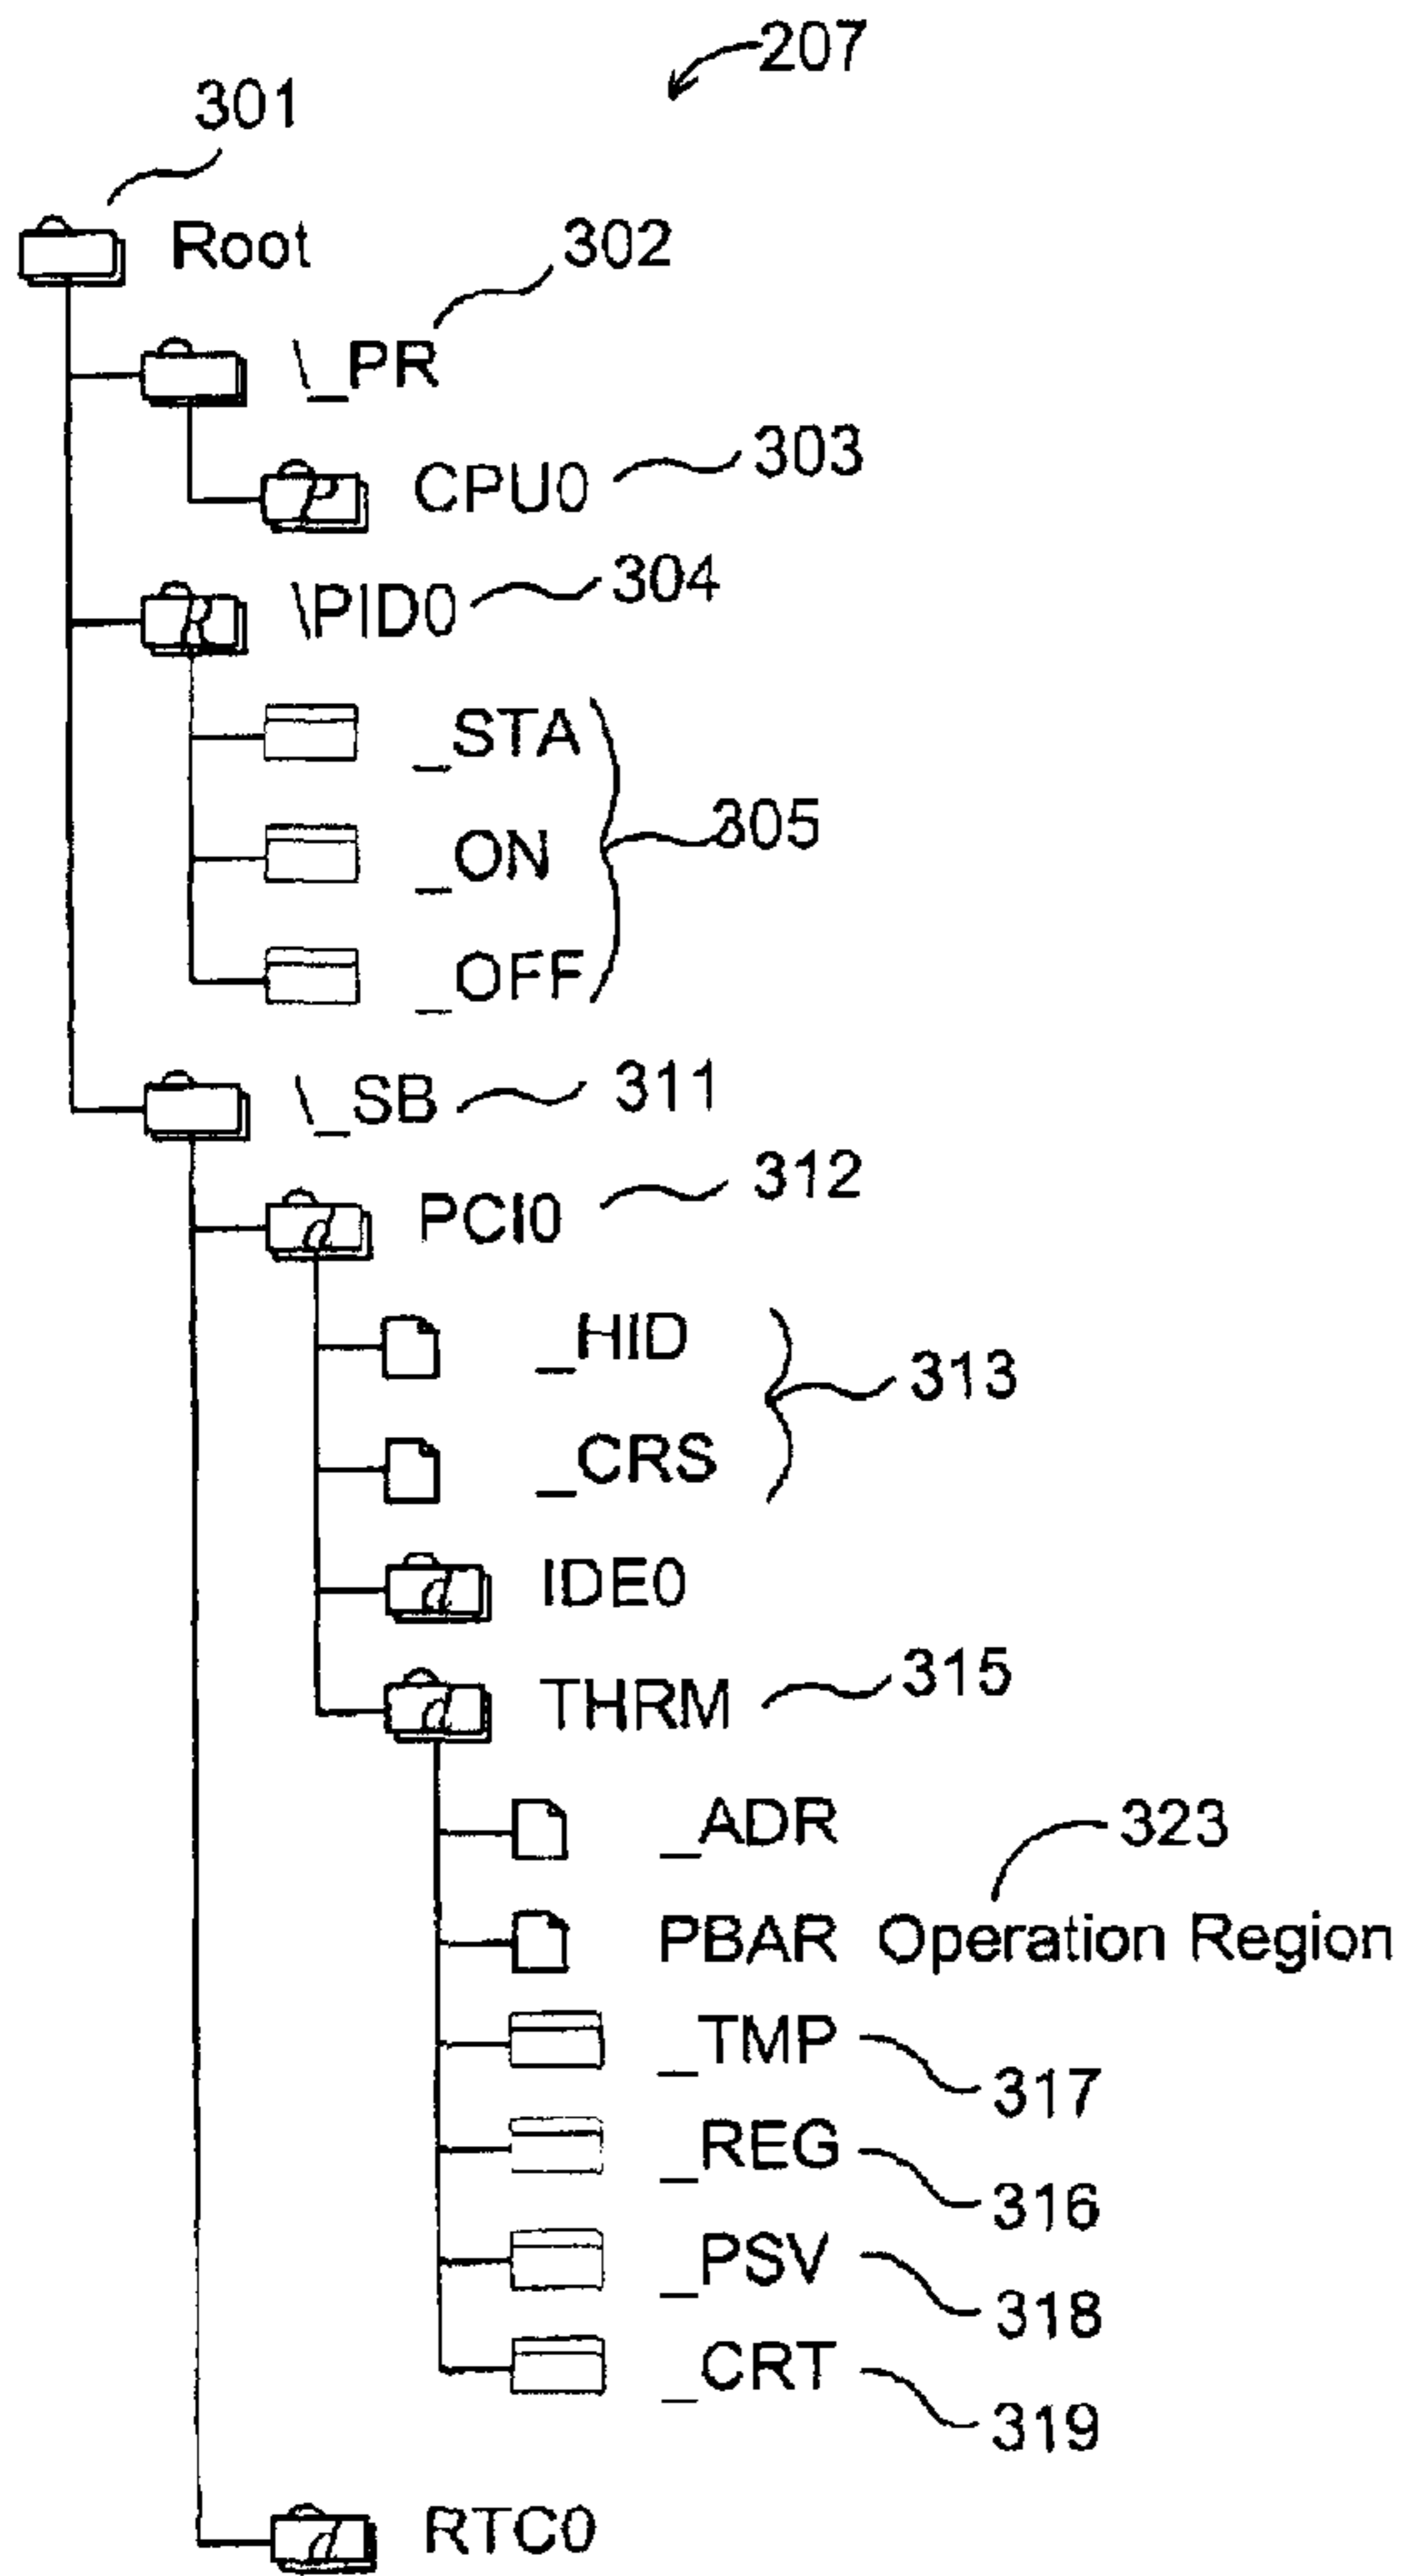 207
301
Root
302
\_PR
CPU0 303
\PID0 304
_STA
_ON 305
_OFF
\_SB 311
PCI0 312
_HID
313
_CRS
IDE0
THRM 315
_ADR 323
PBAR Operation Region
_TMP
317
_REG
316
_PSV
318
_CRT
319
RTC0